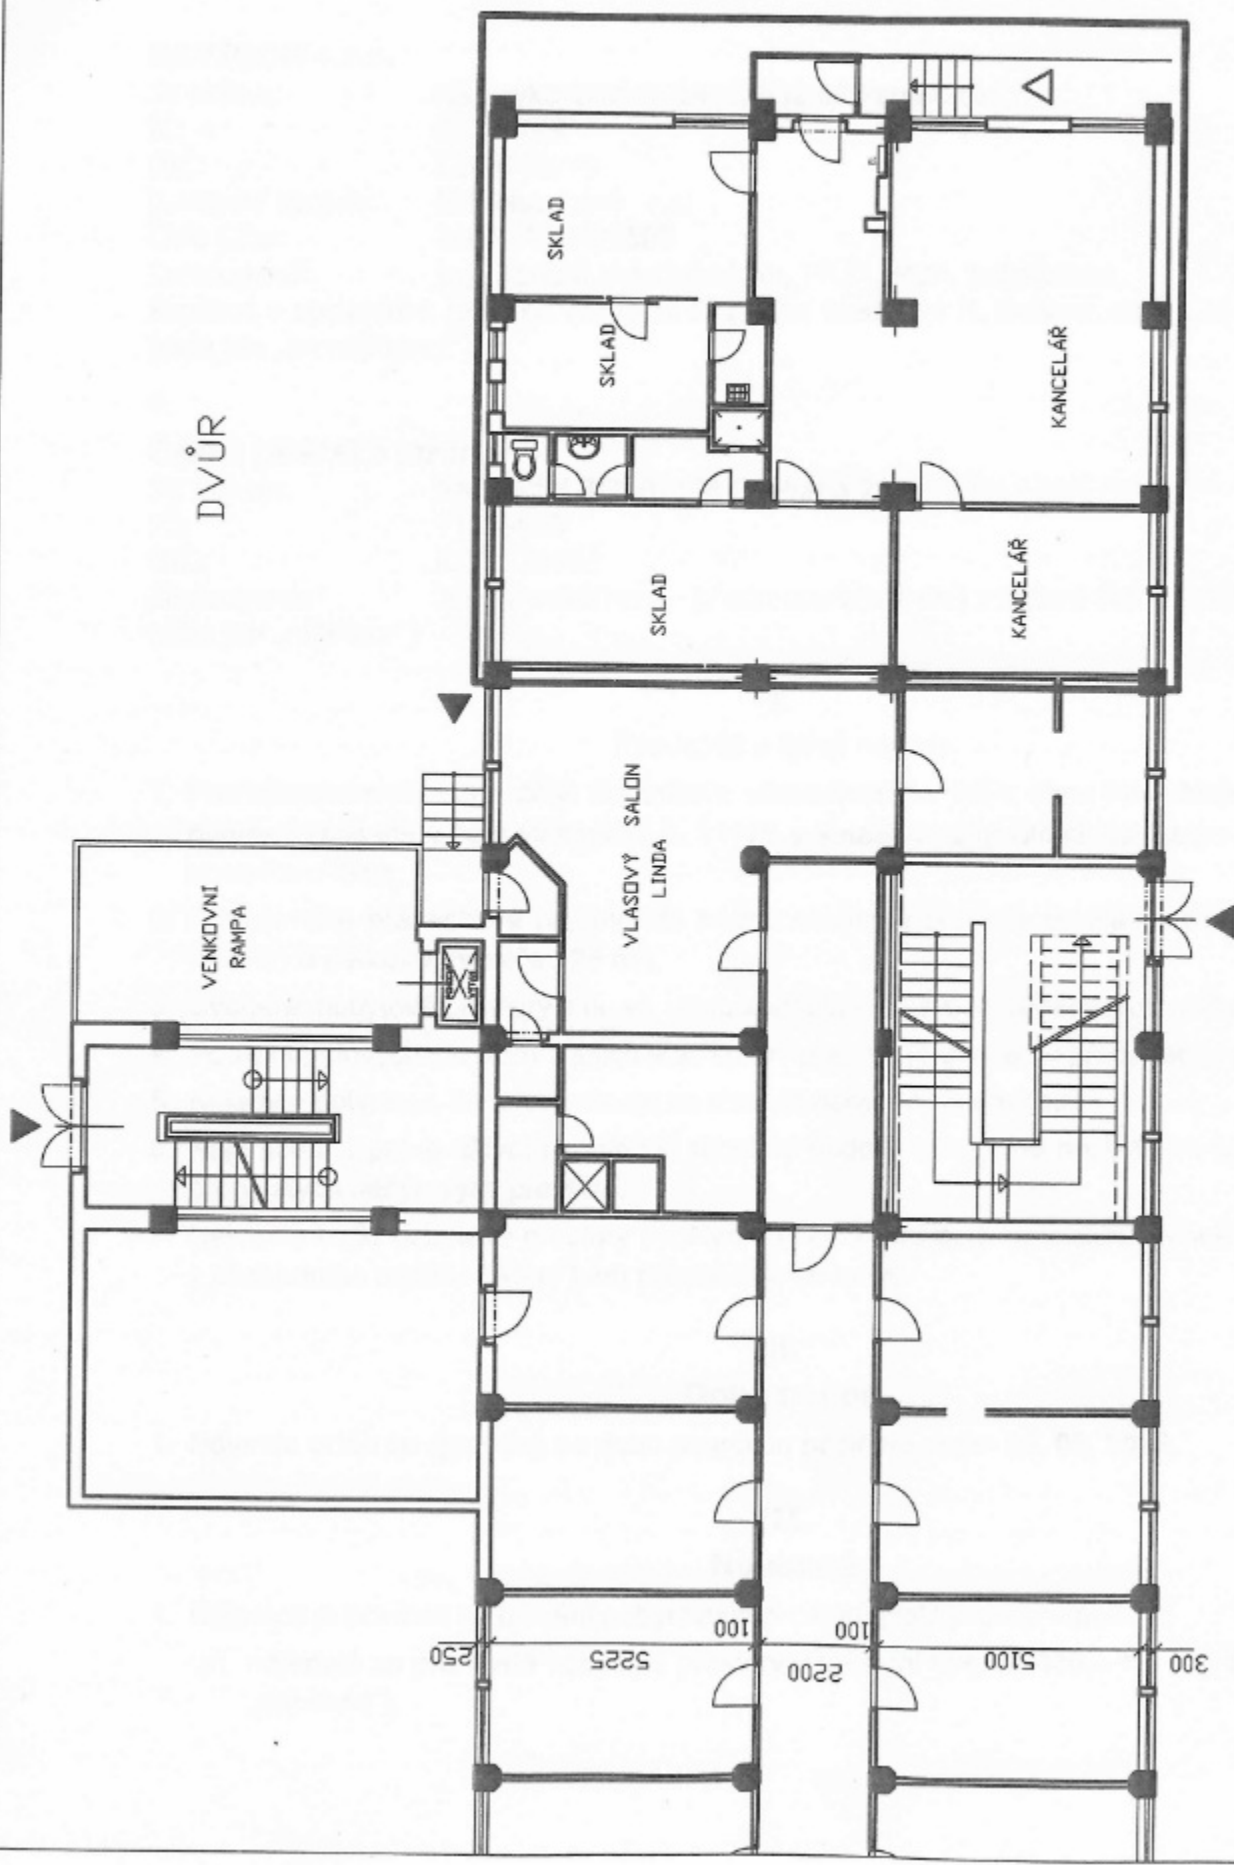 DVŮR
SKLAD
SKLAD
KANCELÁŘ
SKLAD
KANCELÁŘ
VLASOVÝ SALON
LINDA
VENKOVNÍ
RAMPA
250
5225
100
2200
100
5100
300